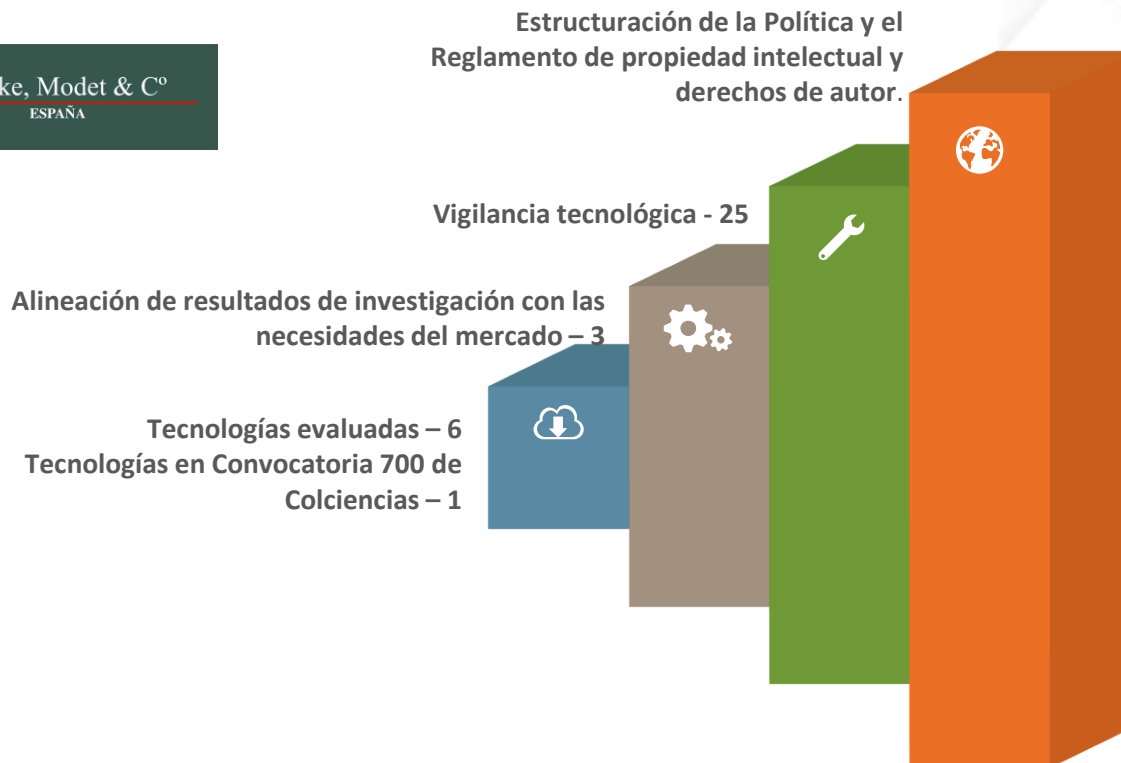 Estructuración de la Política y el
Reglamento de propiedad intelectual y
derechos de autor.
ke, Modet & Cº
ESPAÑA
Vigilancia tecnológica - 25
Alineación de resultados de investigación con las
necesidades del mercado – 3
Tecnologías evaluadas – 6
Tecnologías en Convocatoria 700 de
Colciencias – 1